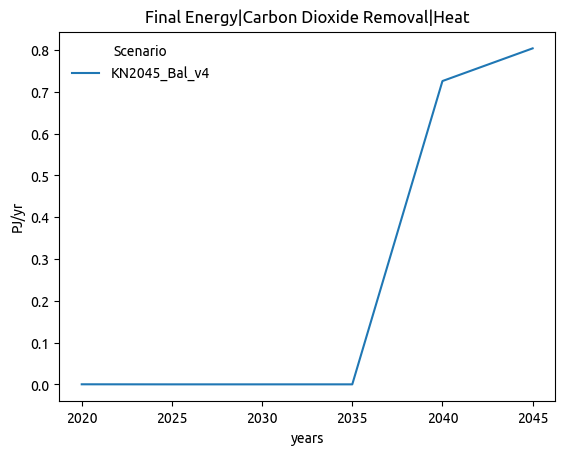 Final Energy|Carbon Dioxide Removal|Heat
Scenario
KN2045_Bal_v4
0.8
0.7
0.6
0.5
0.4
0.3
0.2
0.1
0.0
PJ/yr
2020 2025 2030 2035 2040 2045
years